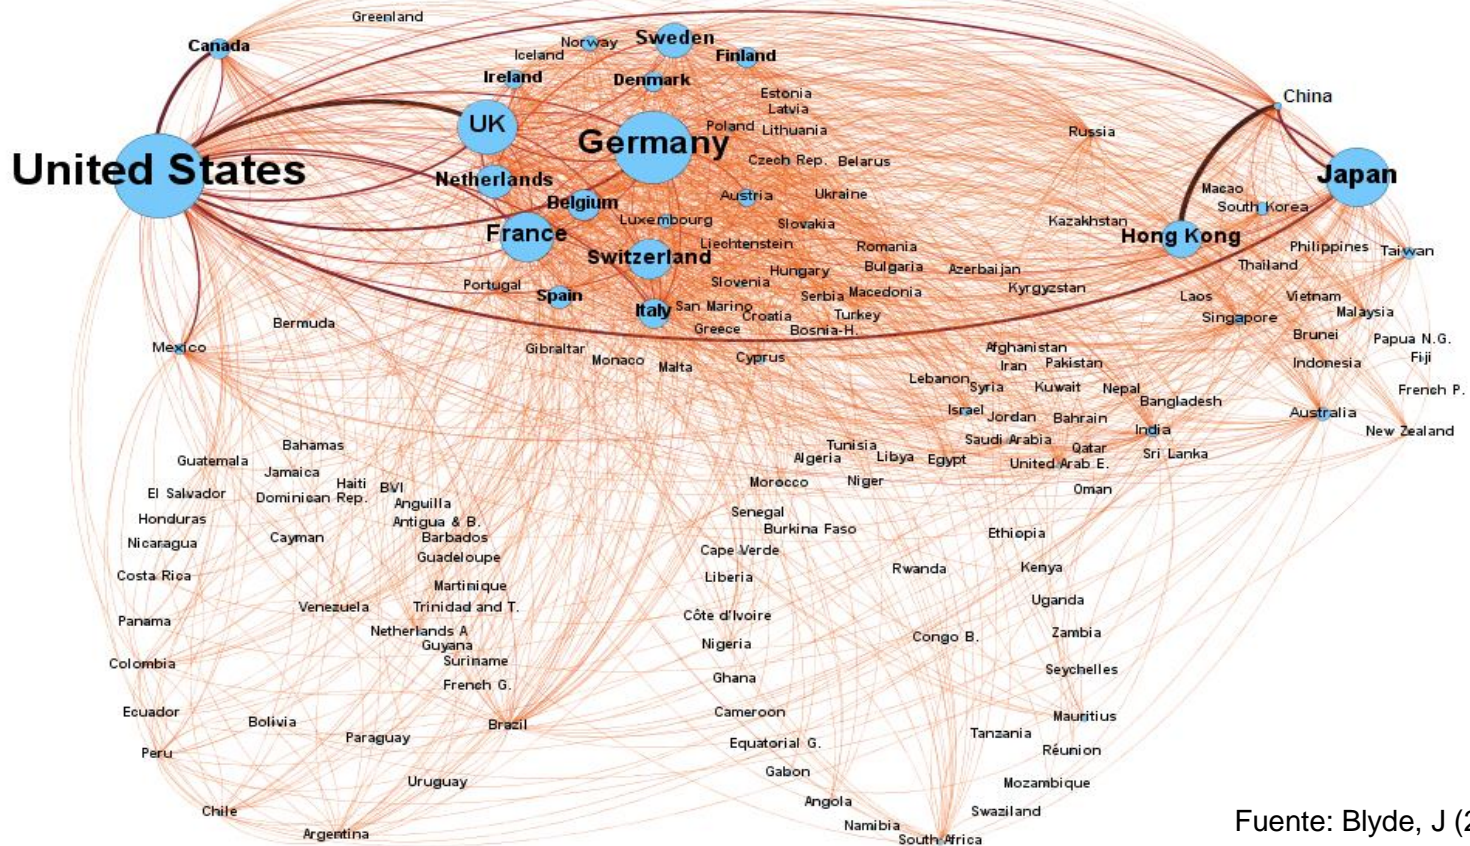 Greenland
Canada
Norway
Iceland
Sweden
Finland
Ireland
Denmark
Estonia
Latvia
China
UK
Germany
Poland
Lithuania
Russia
United States
Czech Rep.
Belarus
Netherlands
Belgium
Austria
Ukraine
Japan
Macao
South Korea
Luxembourg
Slovakia
Kazakhstan
France
Hong Kong
Liechtenstein
Romania
Philippines
Taiwan
Switzerland
Hungary
Bulgaria
Azerbaijan
Thailand
Portugal
Spain
Slovenia
Serbia
Macedonia
Kyrgyzstan
Laos
Vietnam
Italy
San Marino
Croatia
Turkey
Singapore
Malaysia
Bermuda
Greece
Bosnia-H.
Brunei
Papua N.G.
Mexico
Gibraltar
Monaco
Malta
Cyprus
Afghanistan
Iran
Pakistan
Indonesia
Fiji
Lebanon
Syria
Kuwait
Nepal
Bangladesh
French P.
Israel
Jordan
Bahrain
India
Australia
New Zealand
Bahamas
Tunisia
Saudi Arabia
Qatar
Sri Lanka
Guatemala
Jamaica
Algeria
Libya
Egypt
United Arab E.
El Salvador
Haiti
BVI
Dominican Rep.
Anguilla
Morocco
Niger
Oman
Honduras
Antigua & B.
Senegal
Burkina Faso
Ethiopia
Nicaragua
Cayman
Barbados
Guadeloupe
Cape Verde
Costa Rica
Martinique
Liberia
Rwanda
Kenya
Venezuela
Trinidad and T.
Uganda
Panama
Netherlands A
Côte d'Ivoire
Guyana
Nigeria
Congo B.
Zambia
Colombia
Suriname
French G.
Ghana
Seychelles
Ecuador
Bolivia
Brazil
Cameroon
Mauritius
Peru
Paraguay
Equatorial G.
Tanzania
Réunion
Uruguay
Gabon
Mozambique
Chile
Angola
Swaziland
Argentina
Namibia
South Africa
Fuente: Blyde, J (2